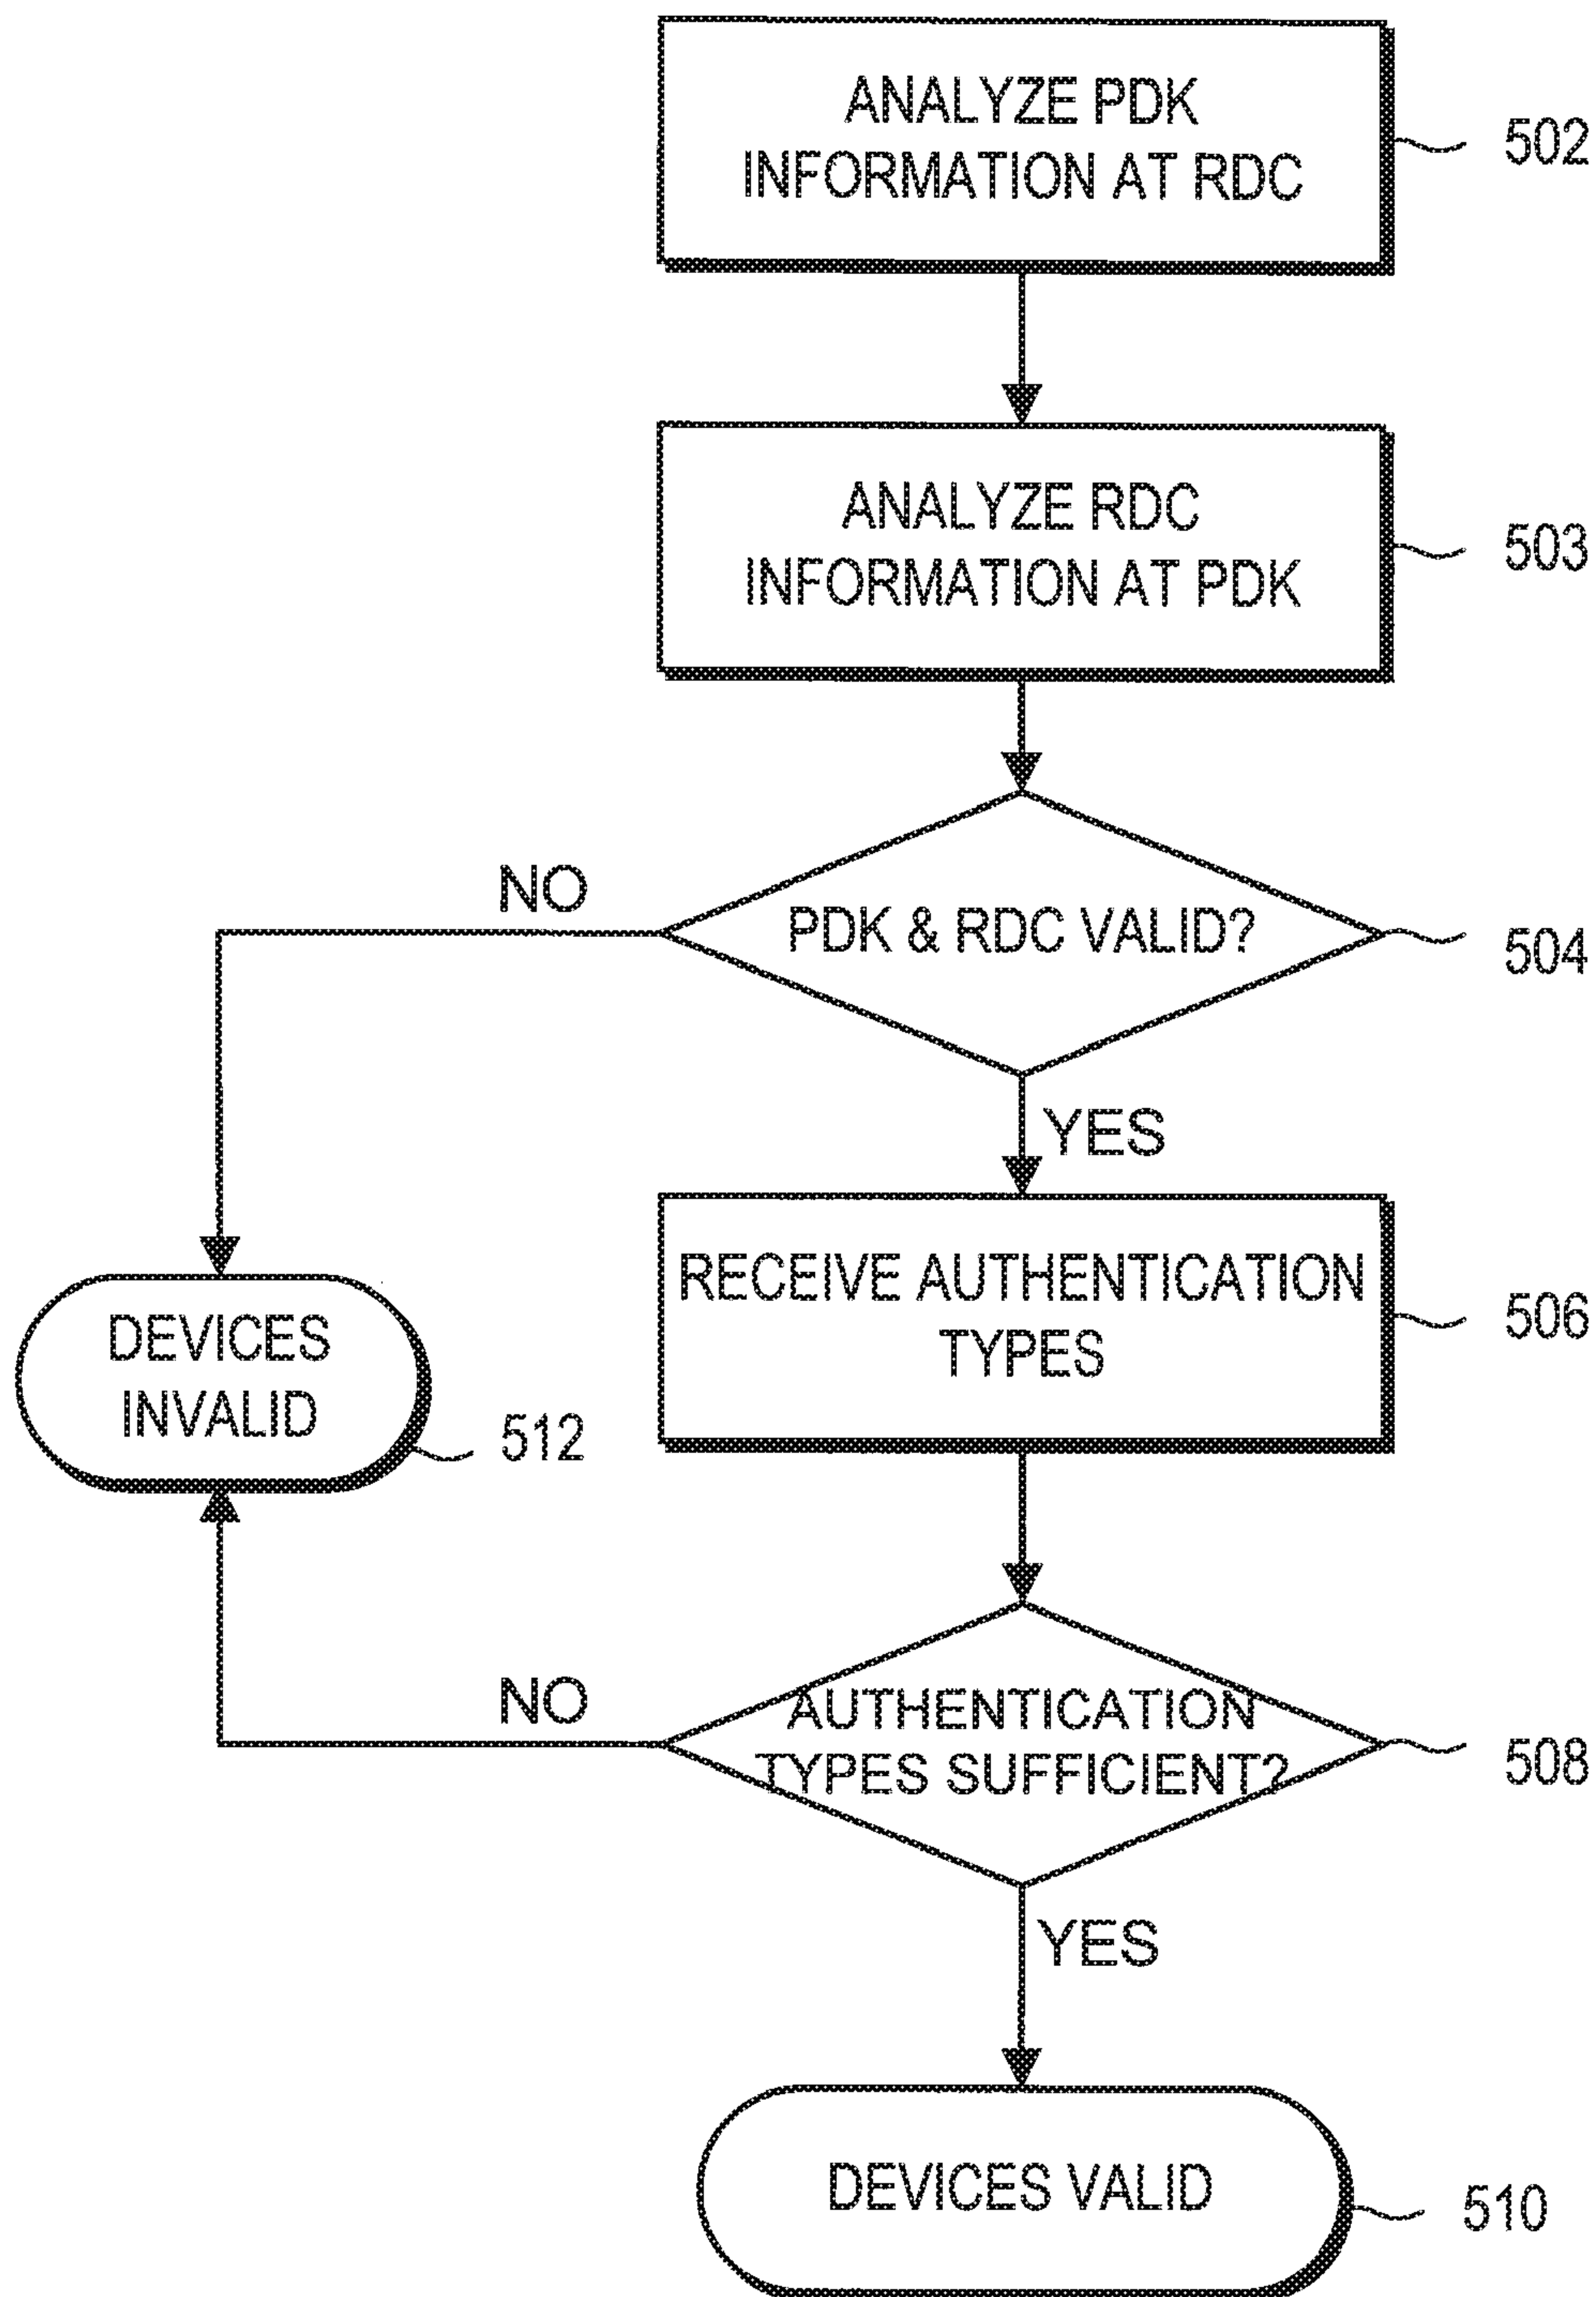 ANALYZE PDK
INFORMATION AT RDC
502
ANALYZE RDC
INFORMATION AT PDK
503
NO
PDK & RDC VALID?
504
YES
RECEIVE AUTHENTICATION
TYPES
506
DEVICES
INVALID
512
NO
AUTHENTICATION
TYPES SUFFICIENT?
508
YES
DEVICES VALID
510